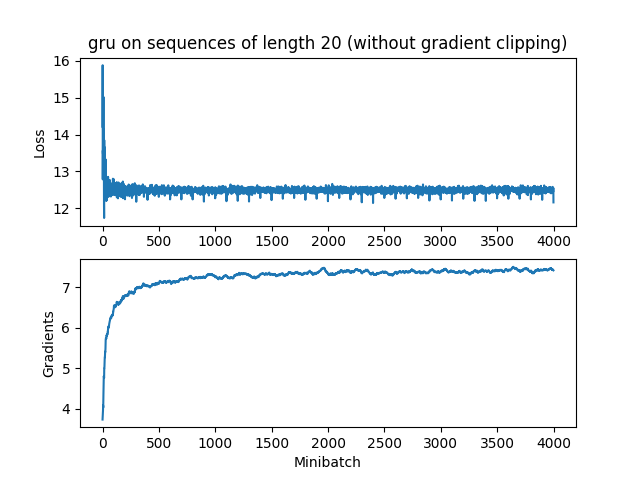 gru on sequences of length 20 (without gradient clipping)
16
15
14
13
12
Loss
0 500 1000 1500 2000 2500 3000 3500 4000
7
6
5
4
Gradients
0 500 1000 1500 2000 2500 3000 3500 4000
Minibatch